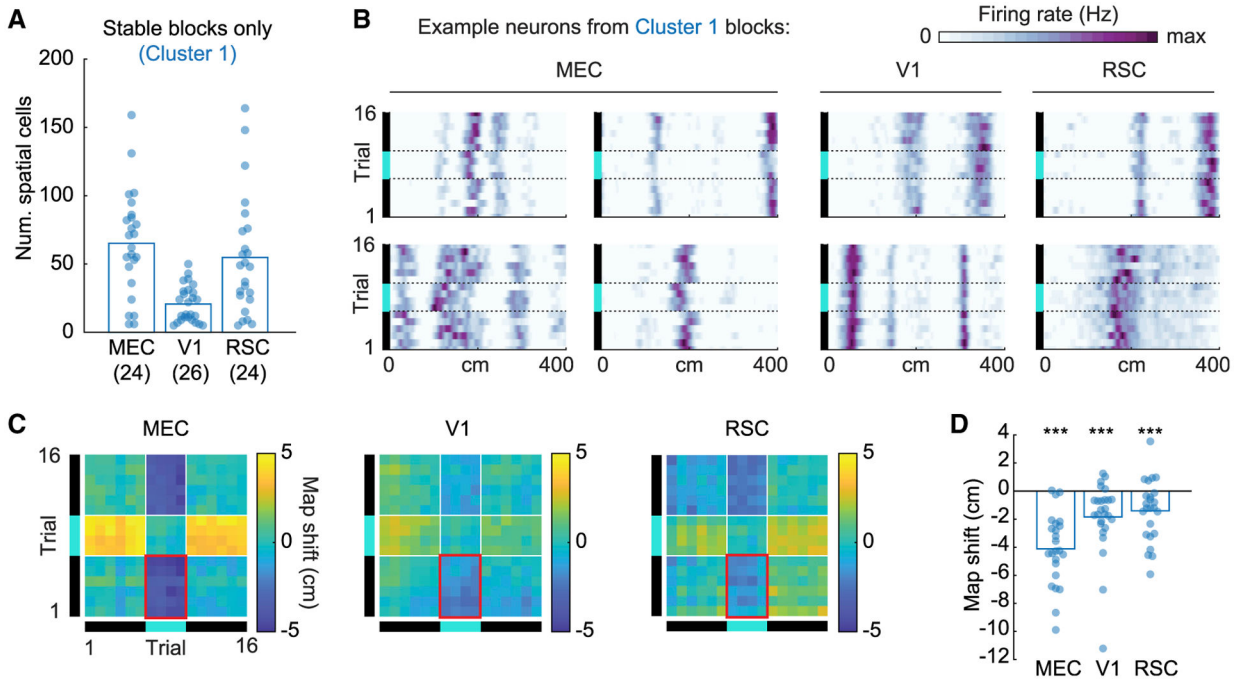 A
Stable blocks only
(Cluster 1)
Num. spatial cells
200
150
100
50
0
MEC V1 RSC
(24) (26) (24)
B
Example neurons from Cluster 1 blocks:
Firing rate (Hz)
0 max
MEC V1 RSC
Trial
16
1
Trial
16
1
0 cm 400 0 cm 400 0 cm 400 0 cm 400
C
MEC V1 RSC
Trial
16
1
1 Trial 16
5
0
-5
Map shift (cm)
5
0
-5
5
0
-5
D
Map shift (cm)
*** *** ***
4
2
0
-2
-4
-6
-8
-10
-12
MEC V1 RSC